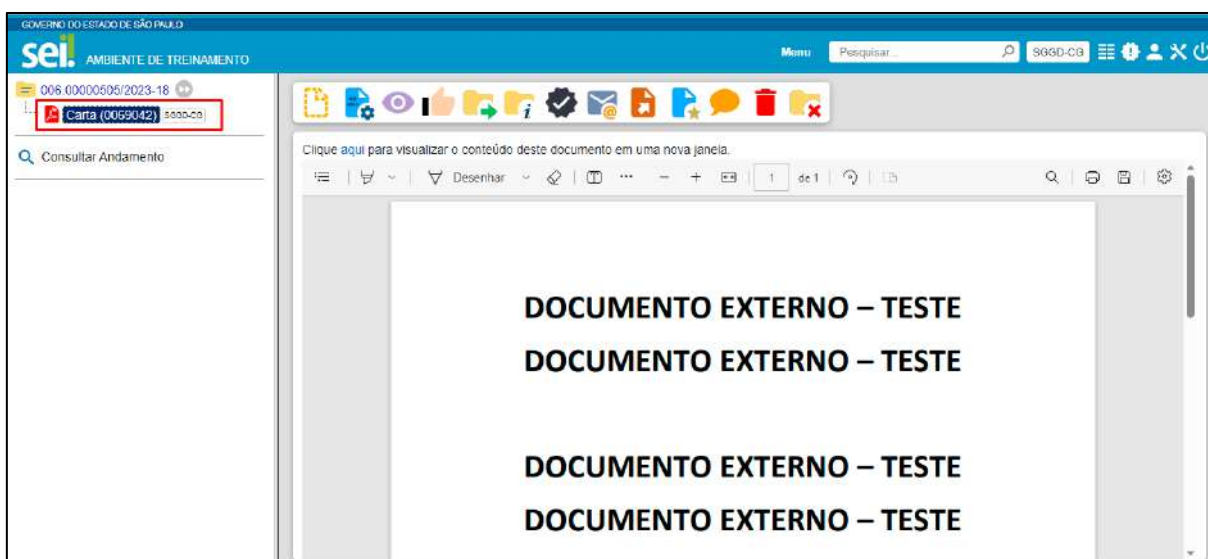 GOVERNO DO ESTADO DE SÃO PAULO
sei. AMBIENTE DE TREINAMENTO
Menu Pesquisar... SGGD-CG
006.00000505/2023-18
Carta (0069042) SGGD-CG
Consultar Andamento
Clique aqui para visualizar o conteúdo deste documento em uma nova janela.
Desenhar 1 de 1
DOCUMENTO EXTERNO – TESTE
DOCUMENTO EXTERNO – TESTE
DOCUMENTO EXTERNO – TESTE
DOCUMENTO EXTERNO – TESTE